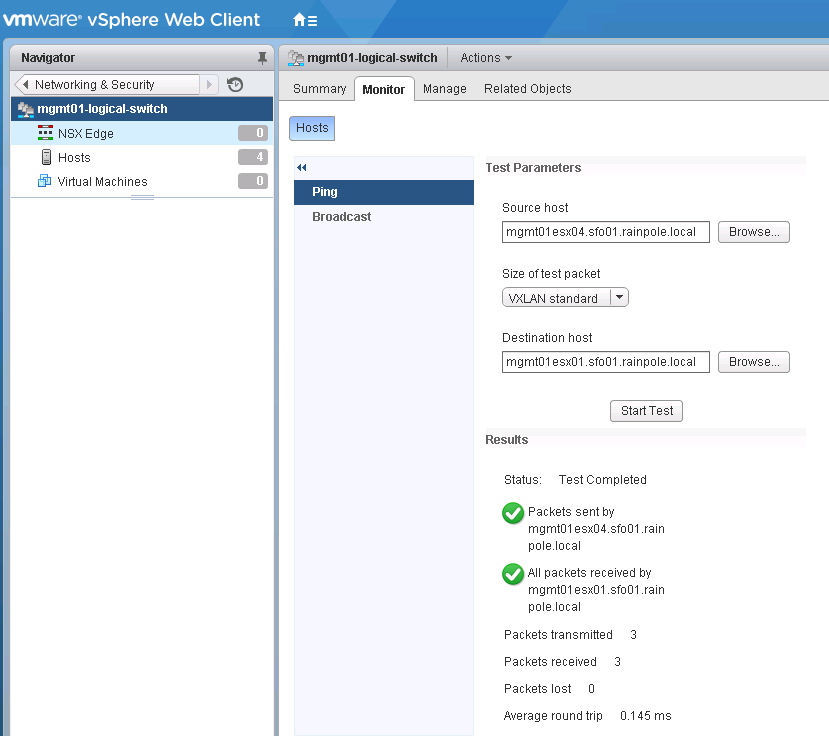 vmware® vSphere Web Client
Navigator
Networking & Security
mgmt01-logical-switch
NSX Edge 0
Hosts 4
Virtual Machines 0
mgmt01-logical-switch Actions
Summary Monitor Manage Related Objects
Hosts
Ping
Broadcast
Test Parameters
Source host
mgmt01esx04.sfo01.rainpole.local Browse...
Size of test packet
VXLAN standard
Destination host
mgmt01esx01.sfo01.rainpole.local Browse...
Start Test
Results
Status: Test Completed
Packets sent by
mgmt01esx04.sfo01.rain
pole.local
All packets received by
mgmt01esx01.sfo01.rain
pole.local
Packets transmitted 3
Packets received 3
Packets lost 0
Average round trip 0.145 ms